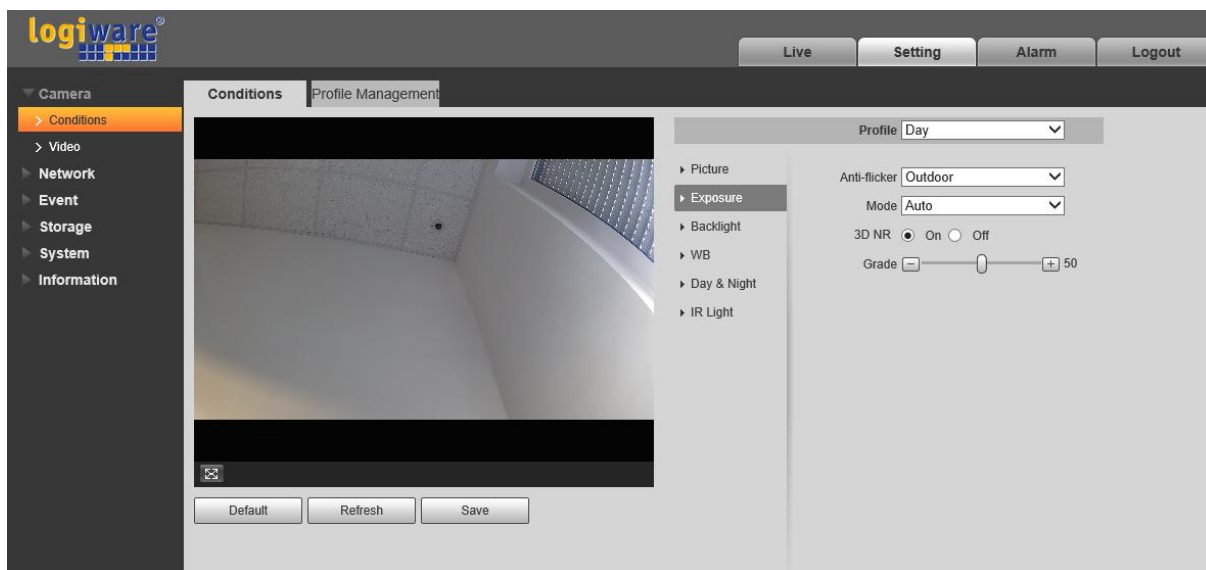 logiware®
Live Setting Alarm Logout
Camera
Conditions
Video
Network
Event
Storage
System
Information
Conditions Profile Management
Profile Day
Picture
Exposure
Backlight
WB
Day & Night
IR Light
Anti-flicker Outdoor
Mode Auto
3D NR On Off
Grade 50
Default Refresh Save